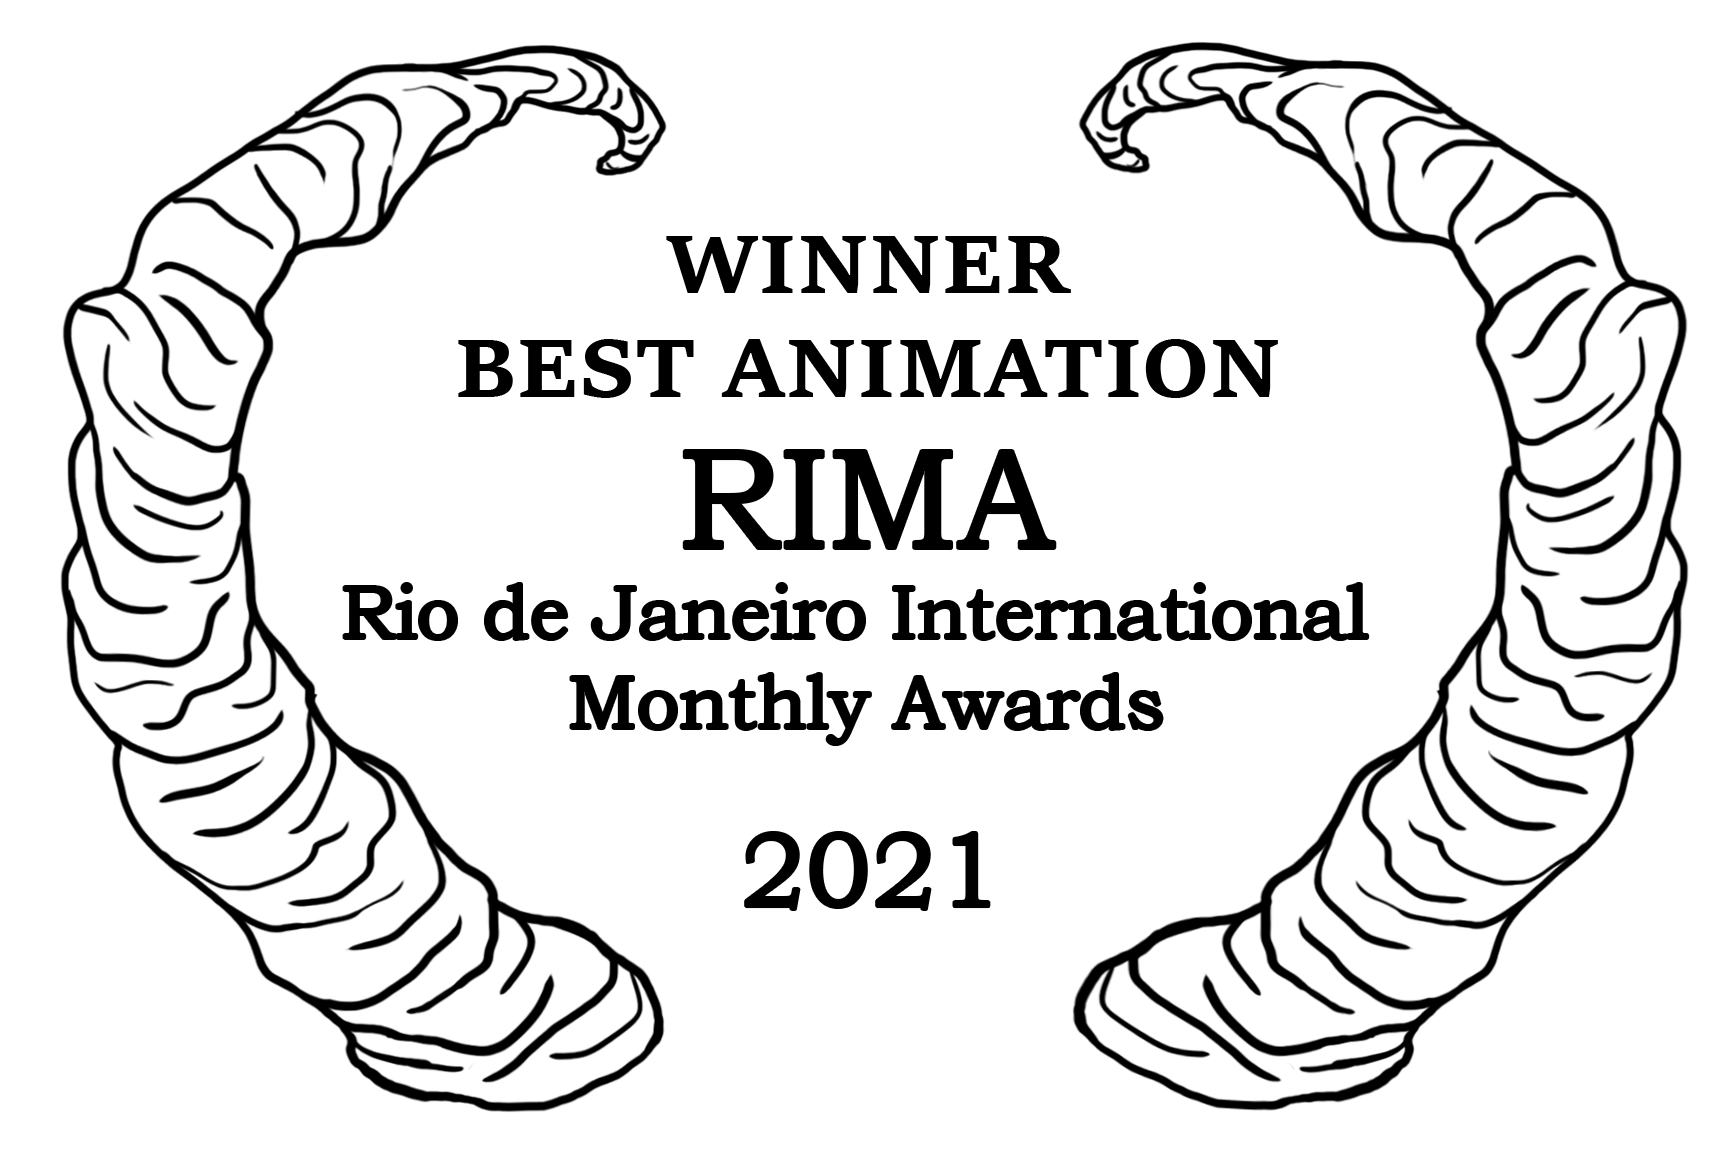 WINNER
BEST ANIMATION
RIMA
Rio de Janeiro International
Monthly Awards
2021